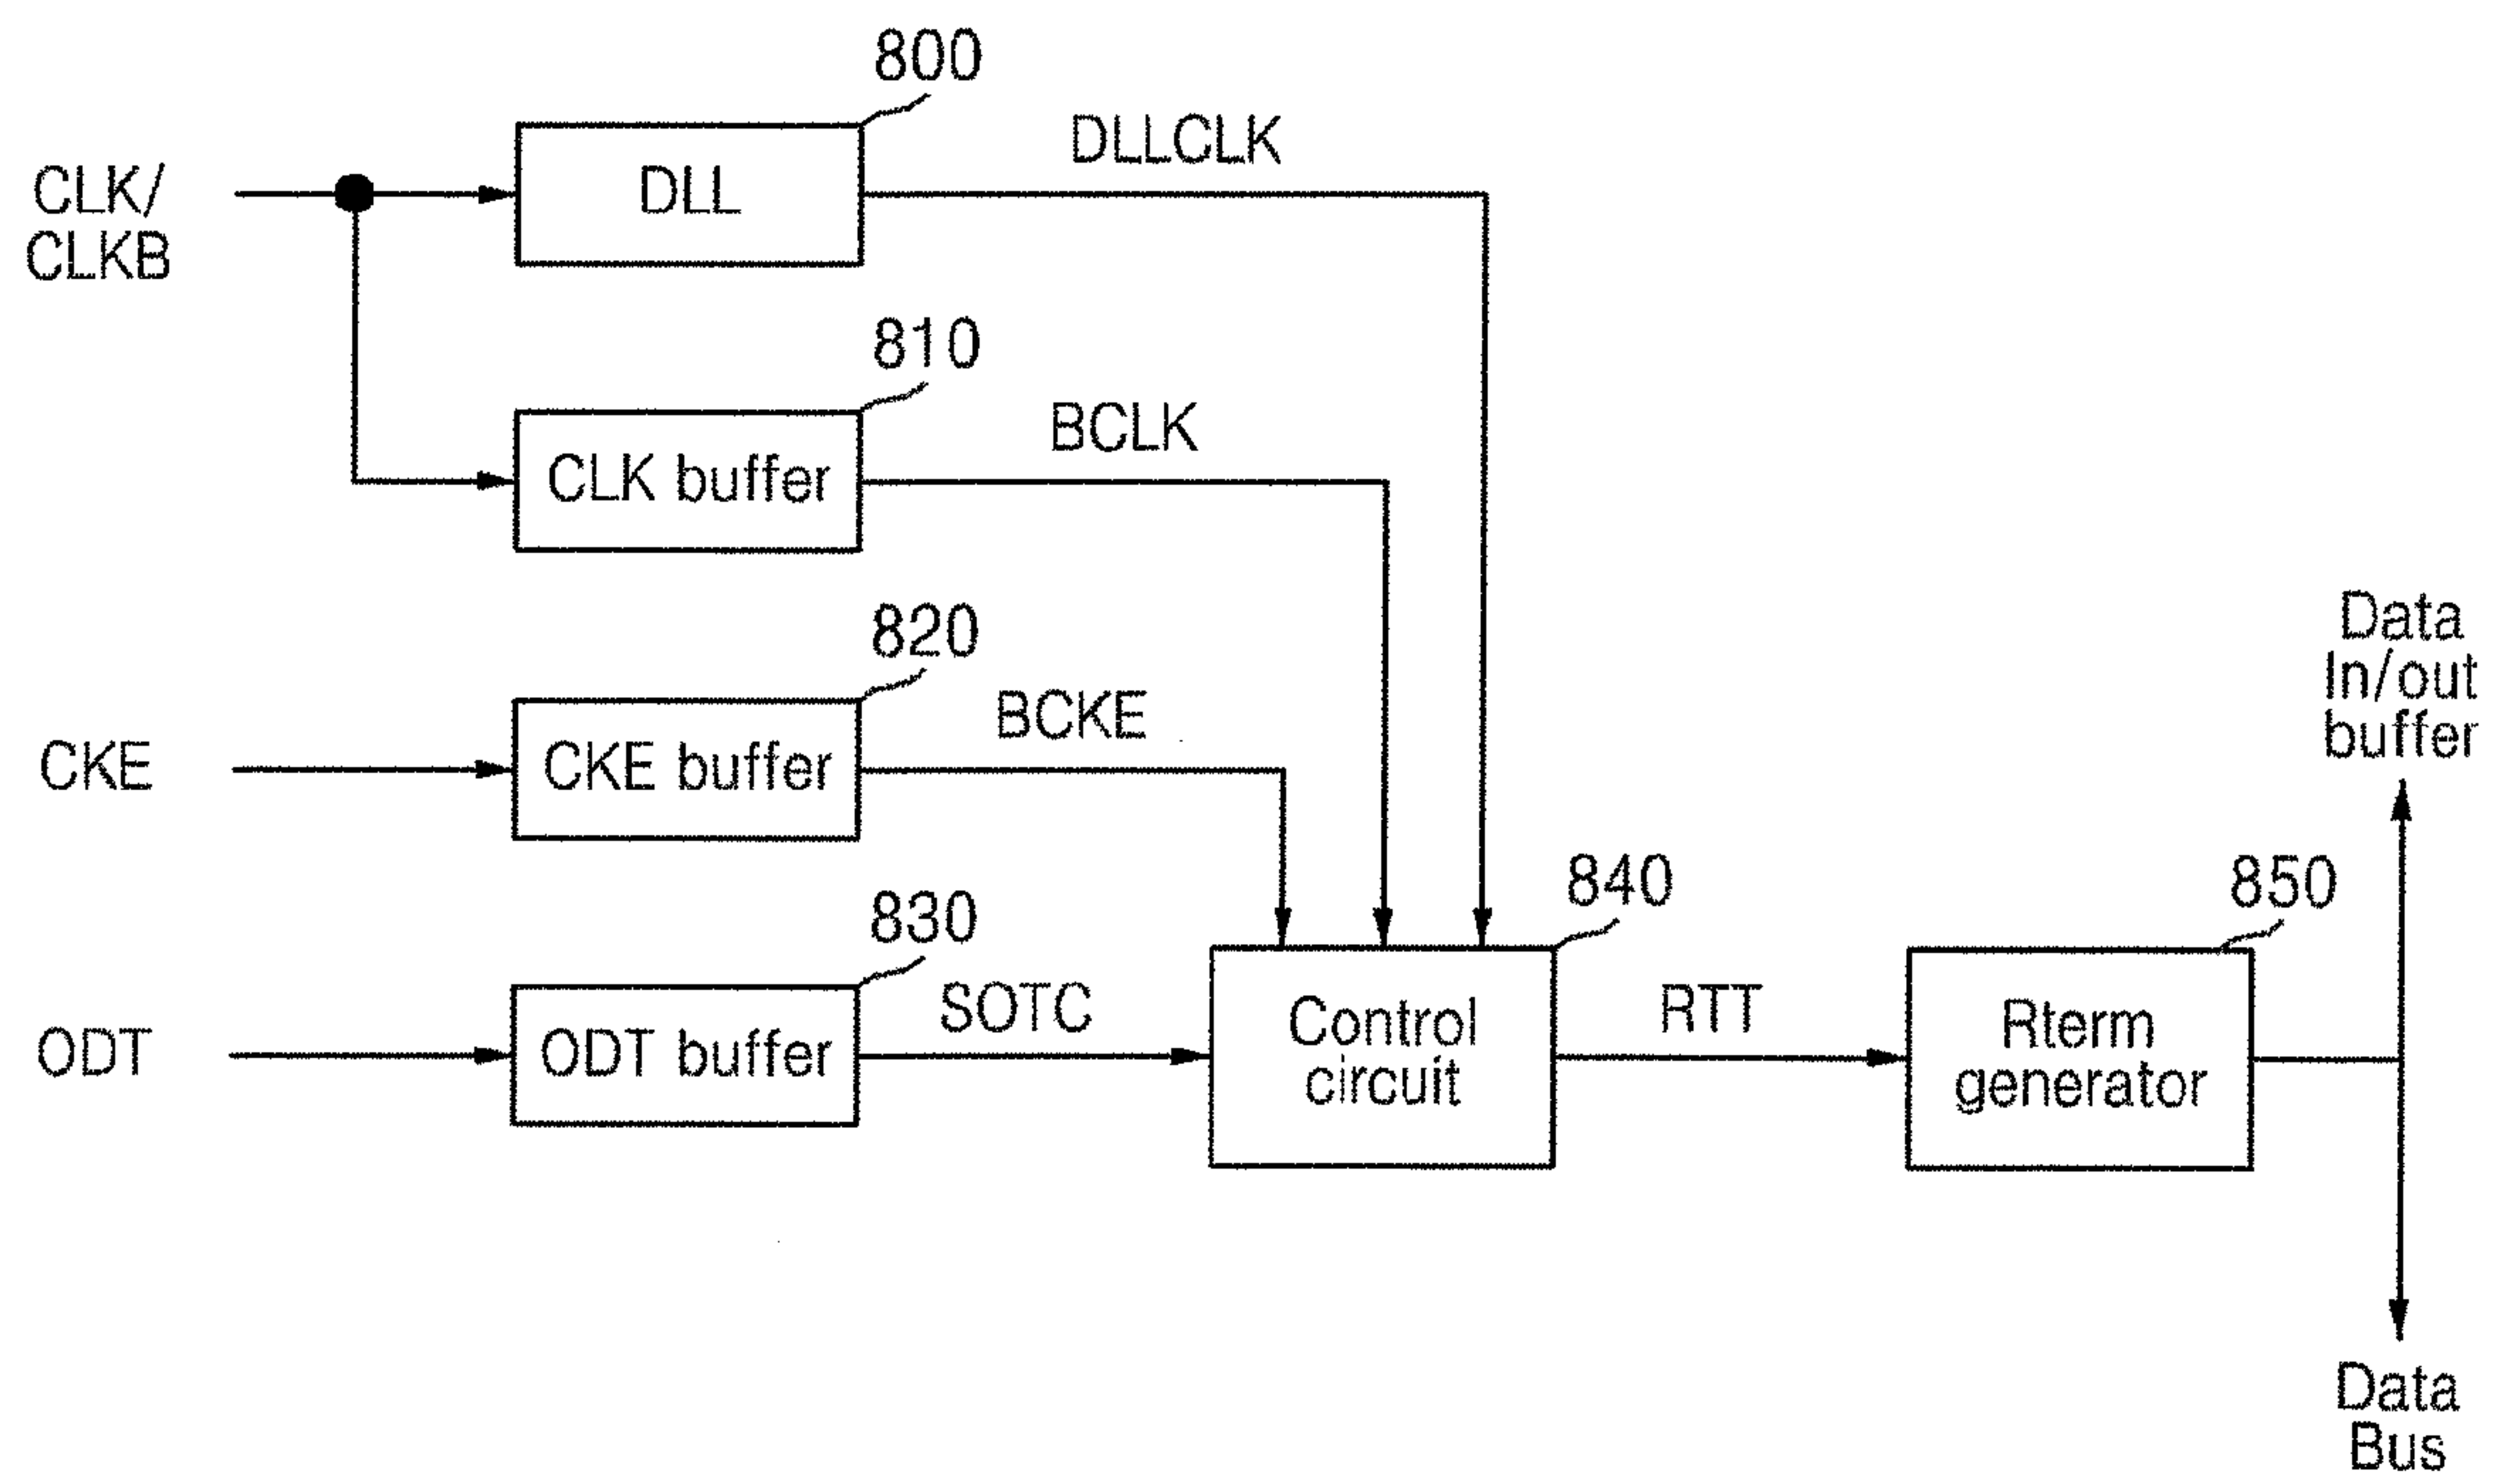 800
DLLCLK
CLK/
CLKB
DLL
810
BCLK
CLK buffer
820
BCKE
CKE
CKE buffer
Data
In/out
buffer
830
SOTC
ODT
ODT buffer
840
Control
circuit
RTT
850
Rterm
generator
Data
Bus